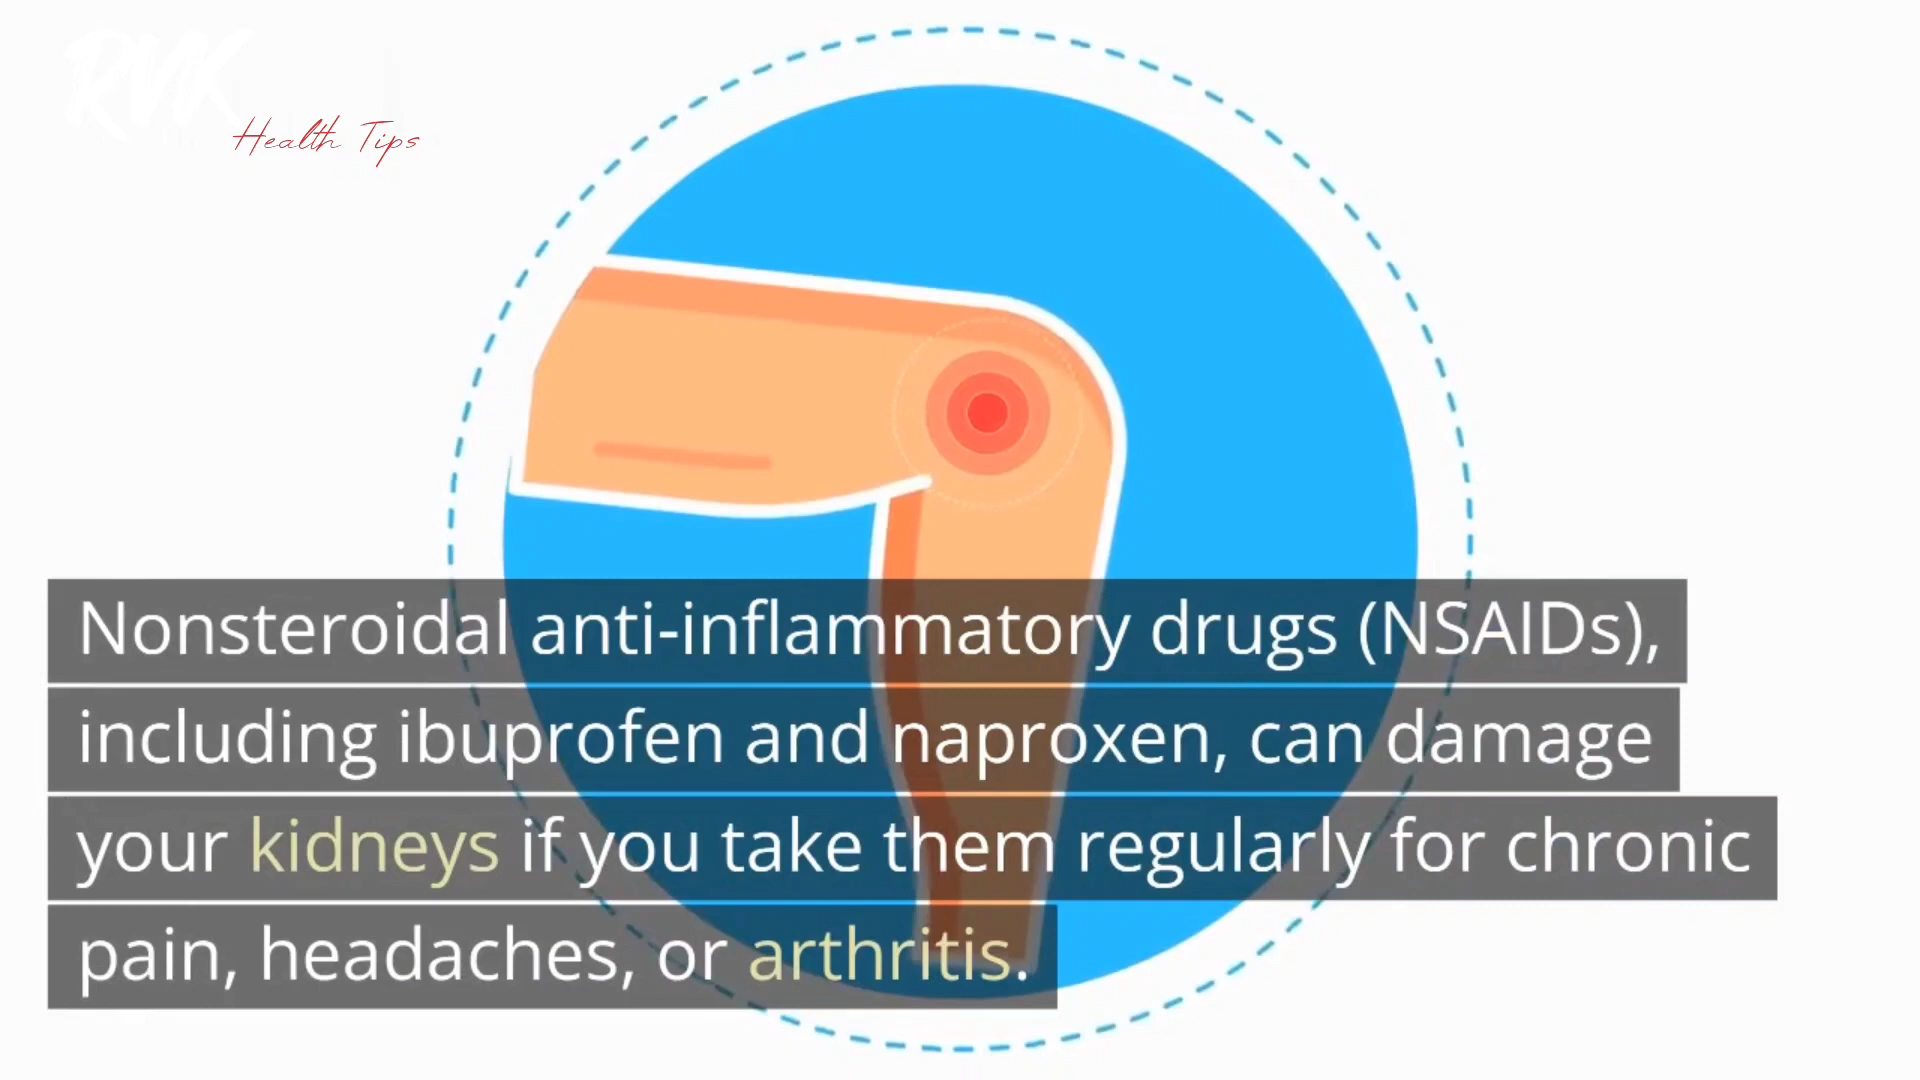 RVK
Health Tips
Nonsteroidal anti-inflammatory drugs (NSAIDs),
including ibuprofen and naproxen, can damage
your kidneys if you take them regularly for chronic
pain, headaches, or arthritis.